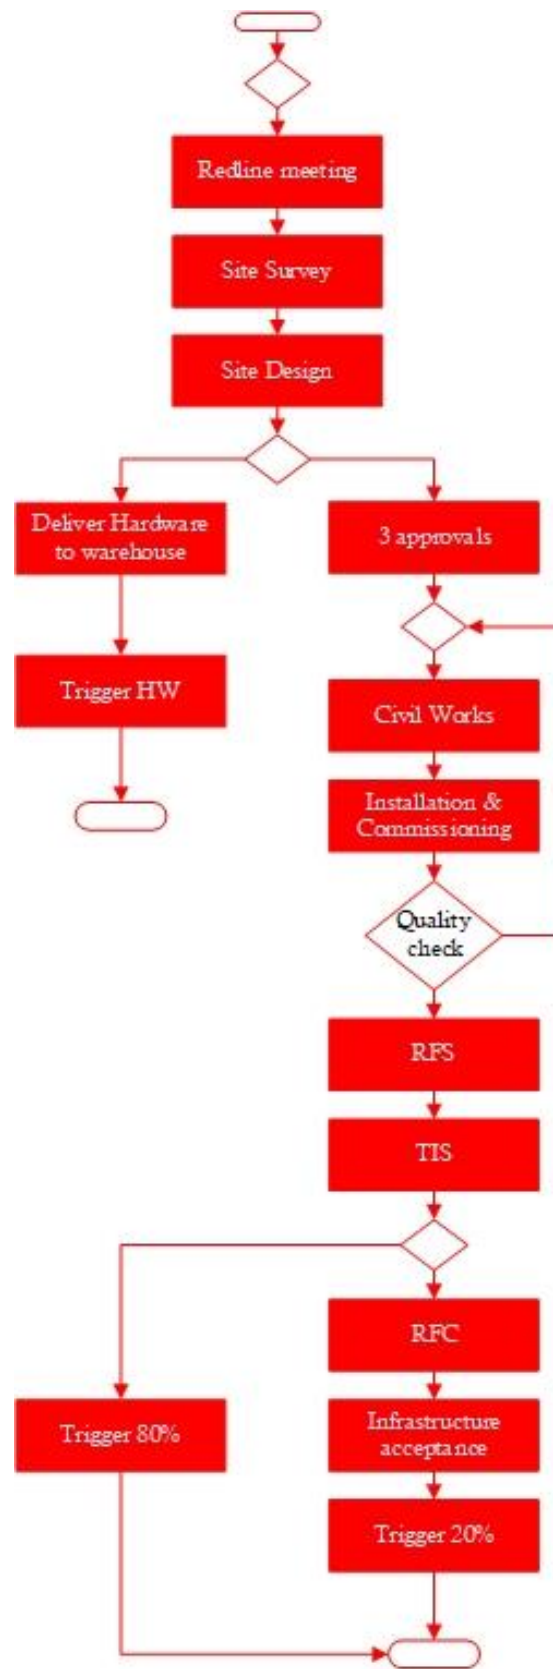 Redline meeting
Site Survey
Site Design
Deliver Hardware
to warehouse
3 approvals
Trigger HW
Civil Works
Installation &
Commissioning
Quality
check
RFS
TIS
RFC
Trigger 80%
Infrastructure
acceptance
Trigger 20%